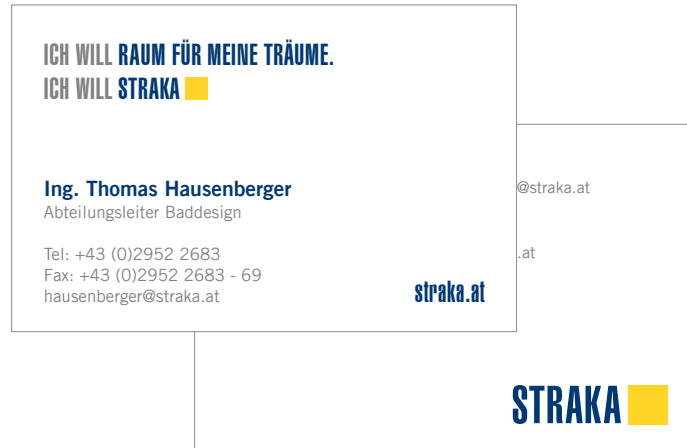 ICH WILL RAUM FÜR MEINE TRÄUME.
ICH WILL STRAKA
Ing. Thomas Hausenberger
Abteilungsleiter Baddesign
Tel: +43 (0)2952 2683
Fax: +43 (0)2952 2683 - 69
hausenberger@straka.at
straka.at
@straka.at
.at
STRAKA